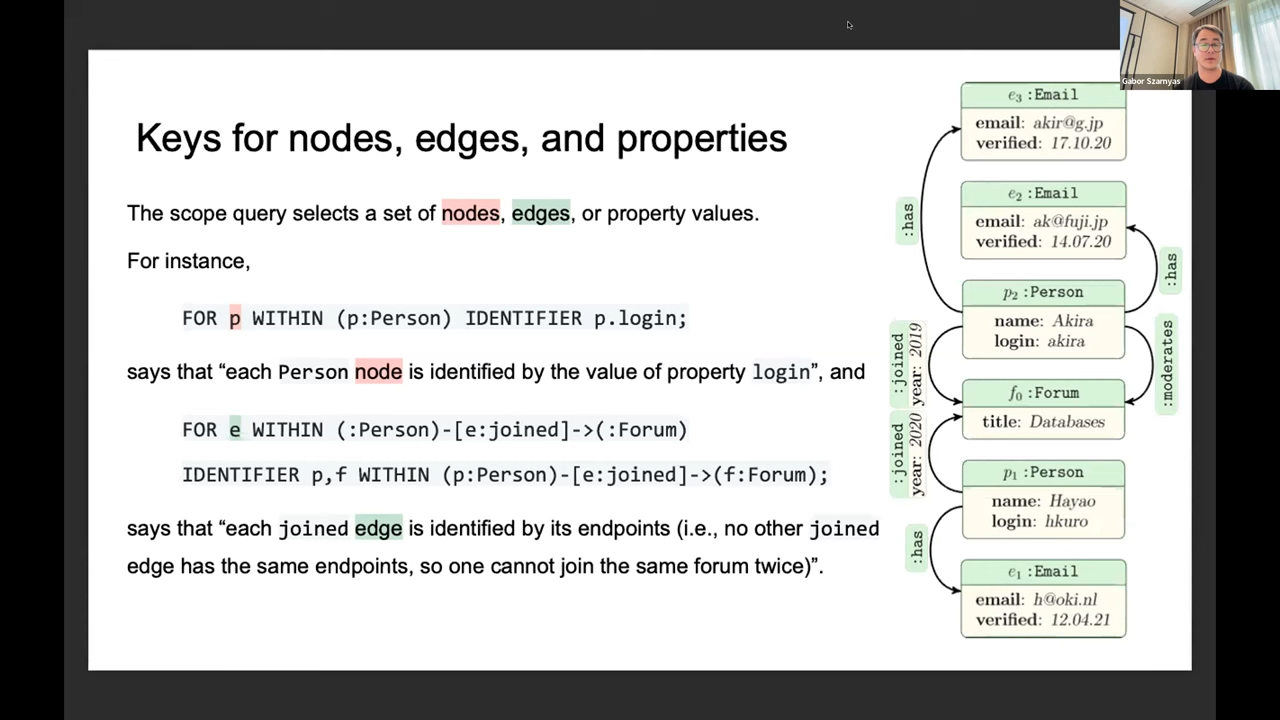 Gabor Szarnyas
Keys for nodes, edges, and properties
The scope query selects a set of nodes, edges, or property values.
For instance,
FOR p WITHIN (p:Person) IDENTIFIER p.login;
says that “each Person node is identified by the value of property login”, and
FOR e WITHIN (:Person)-[e:joined]->(:Forum)
IDENTIFIER p,f WITHIN (p:Person)-[e:joined]->(f:Forum);
says that “each joined edge is identified by its endpoints (i.e., no other joined
edge has the same endpoints, so one cannot join the same forum twice)”.
e3 :Email
email: akir@g.jp
verified: 17.10.20
:has
e2 :Email
email: ak@fuji.jp
verified: 14.07.20
:has
p2 :Person
name: Akira
login: akira
:joined
year: 2019
:moderates
f0 :Forum
title: Databases
:joined
year: 2020
p1 :Person
name: Hayao
login: hkuro
:has
e1 :Email
email: h@oki.nl
verified: 12.04.21